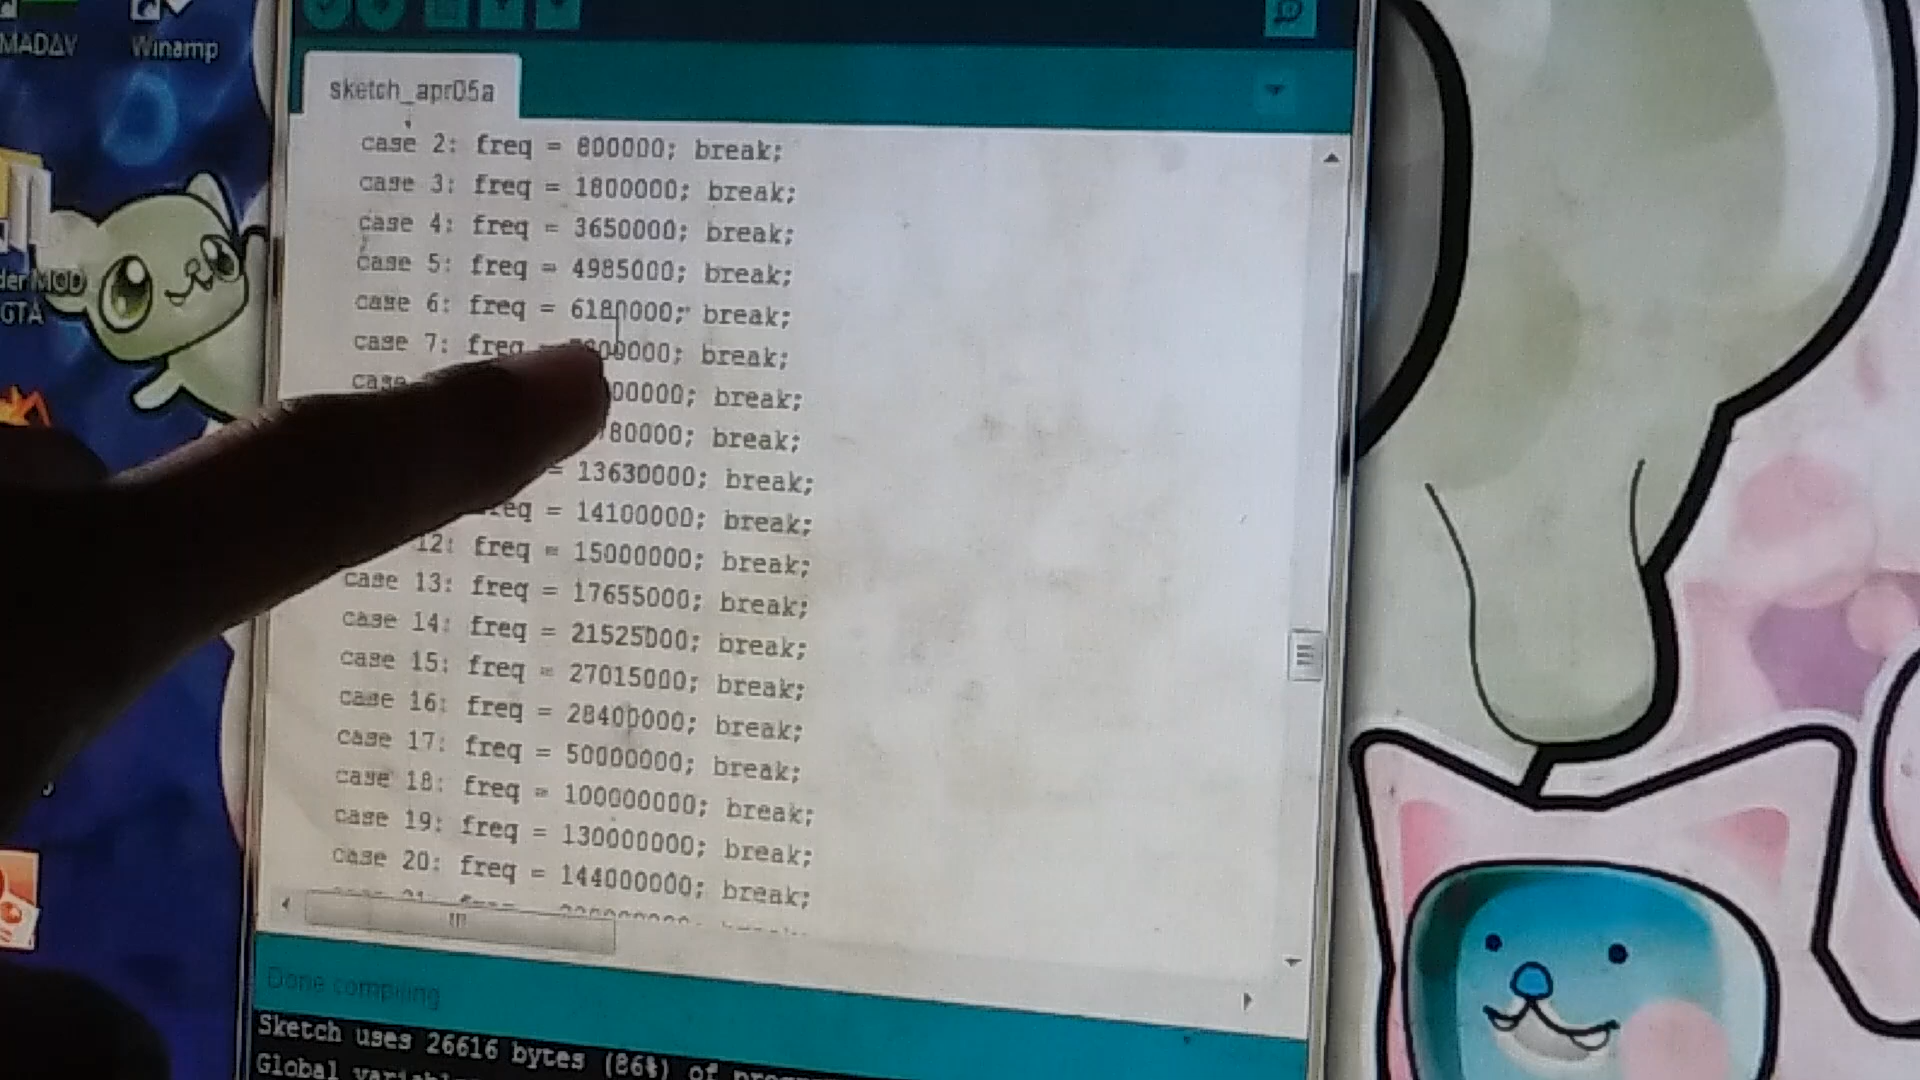 MADAV
Winamp
der MOD
GTA
sketch_apr05a
case 2: freq = 800000; break;
case 3: freq = 1800000; break;
case 4: freq = 3650000; break;
case 5: freq = 4985000; break;
case 6: freq = 6180000; break;
case 7: freq = 00000; break;
case 00000; break;
780000; break;
= 13630000; break;
eq = 14100000; break;
12: freq = 15000000; break;
case 13: freq = 17655000; break;
case 14: freq = 21525000; break;
case 15: freq = 27015000; break;
case 16: freq = 28400000; break;
case 17: freq = 50000000; break;
case 18: freq = 100000000; break;
case 19: freq = 130000000; break;
case 20: freq = 144000000; break;
Done compiling
Sketch uses 26616 bytes (86%) of
Global